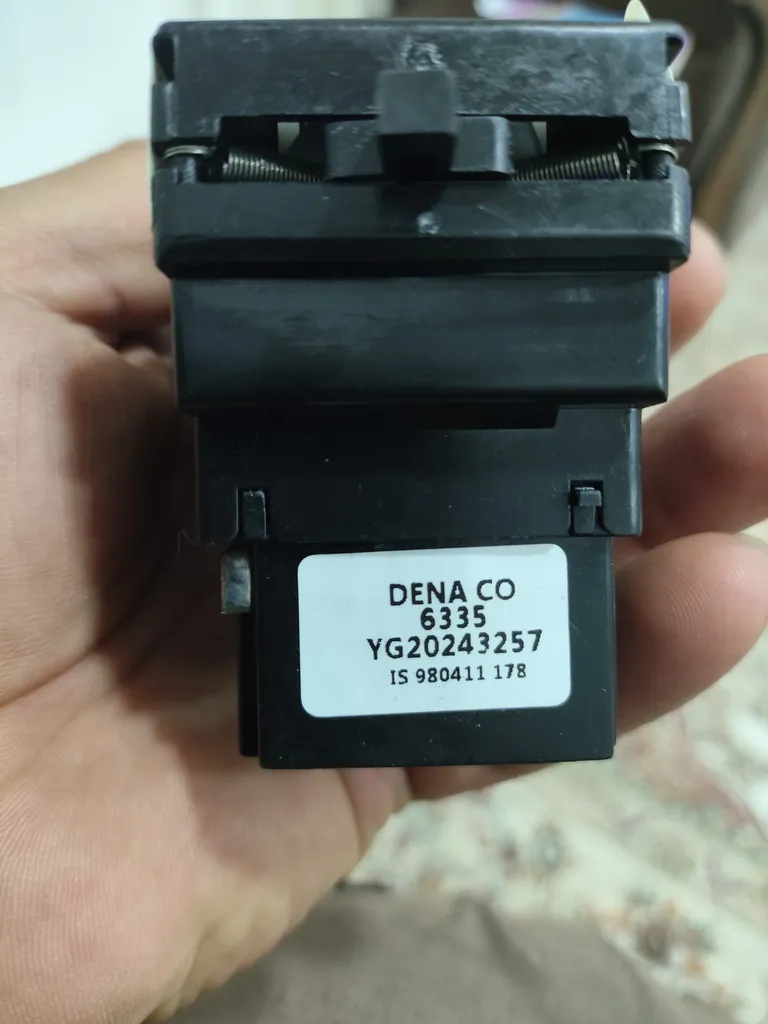 DENA CO
6335
YG20243257
IS 980411 178